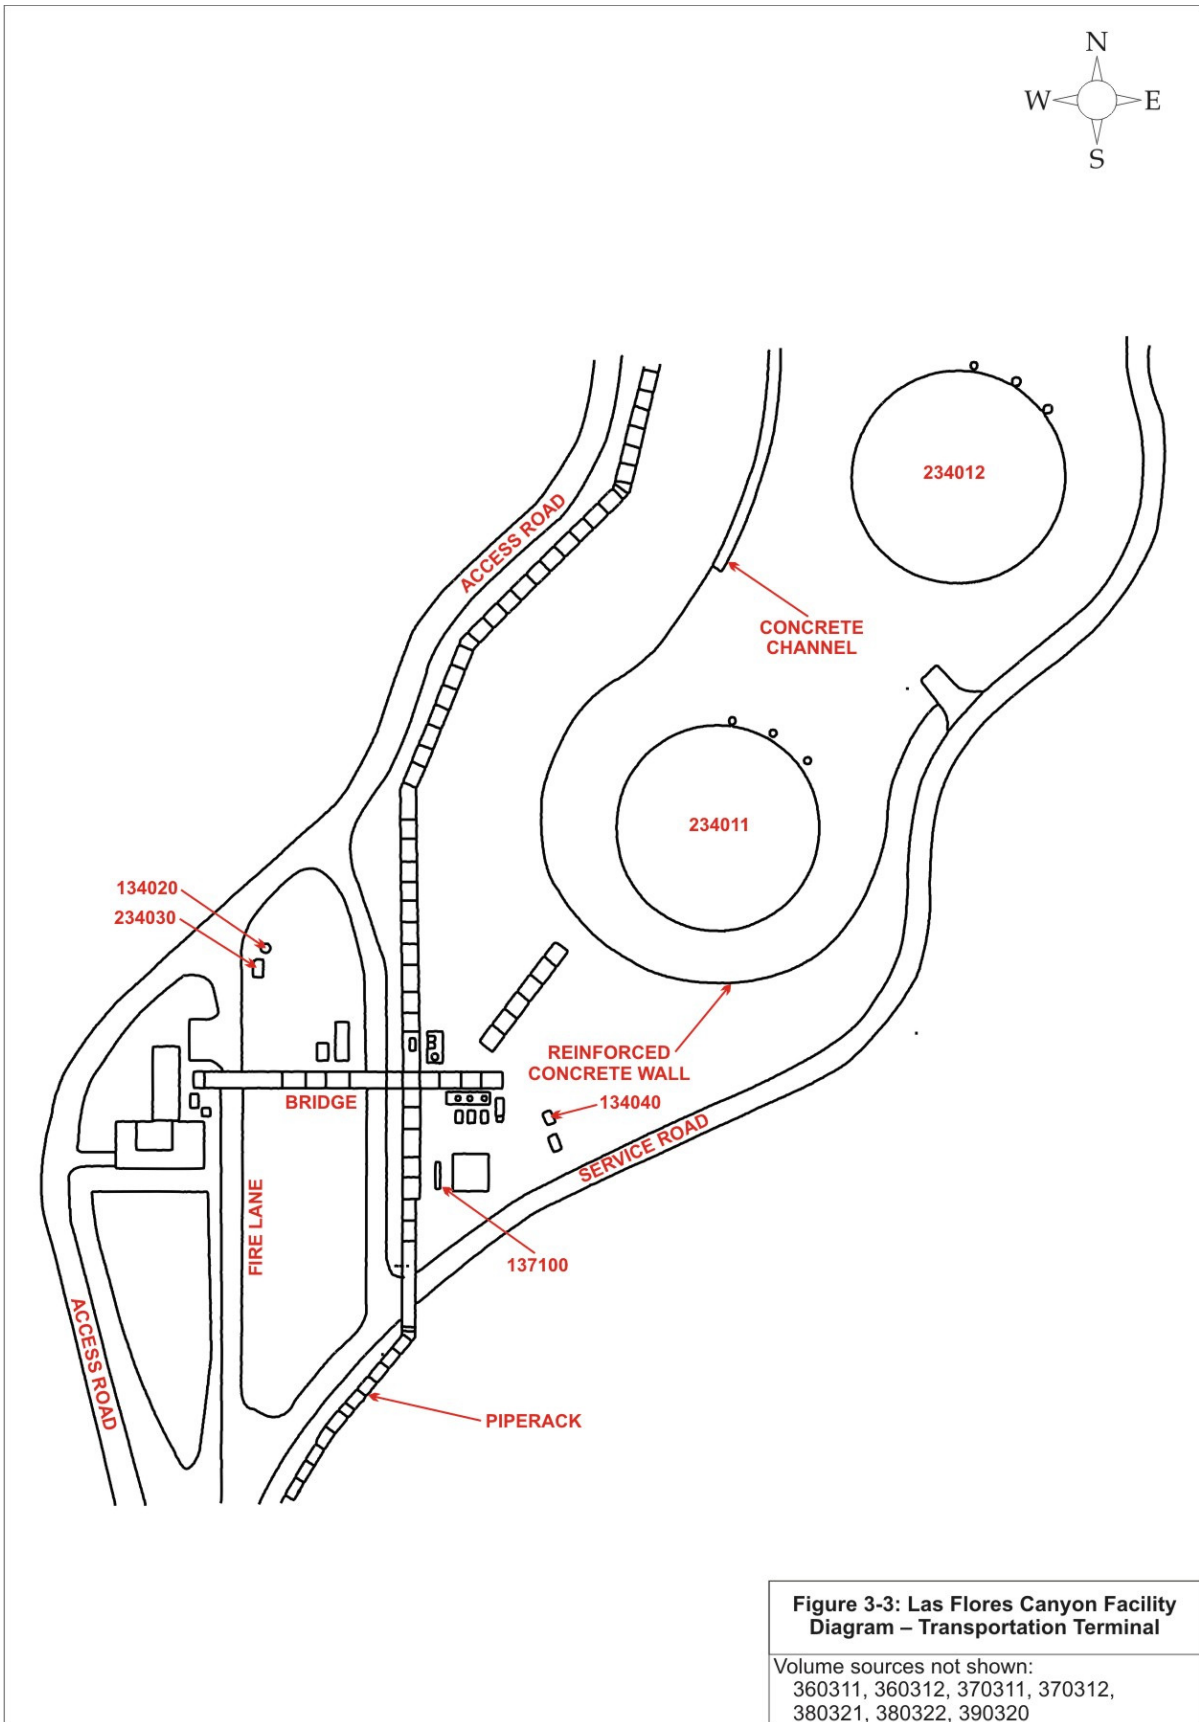 N
W E
S
234012
ACCESS ROAD
CONCRETE
CHANNEL
234011
134020
234030
REINFORCED
CONCRETE WALL
BRIDGE
134040
SERVICE ROAD
FIRE LANE
137100
ACCESS ROAD
PIPERACK
Figure 3-3: Las Flores Canyon Facility
Diagram – Transportation Terminal
Volume sources not shown:
360311, 360312, 370311, 370312,
380321, 380322, 390320